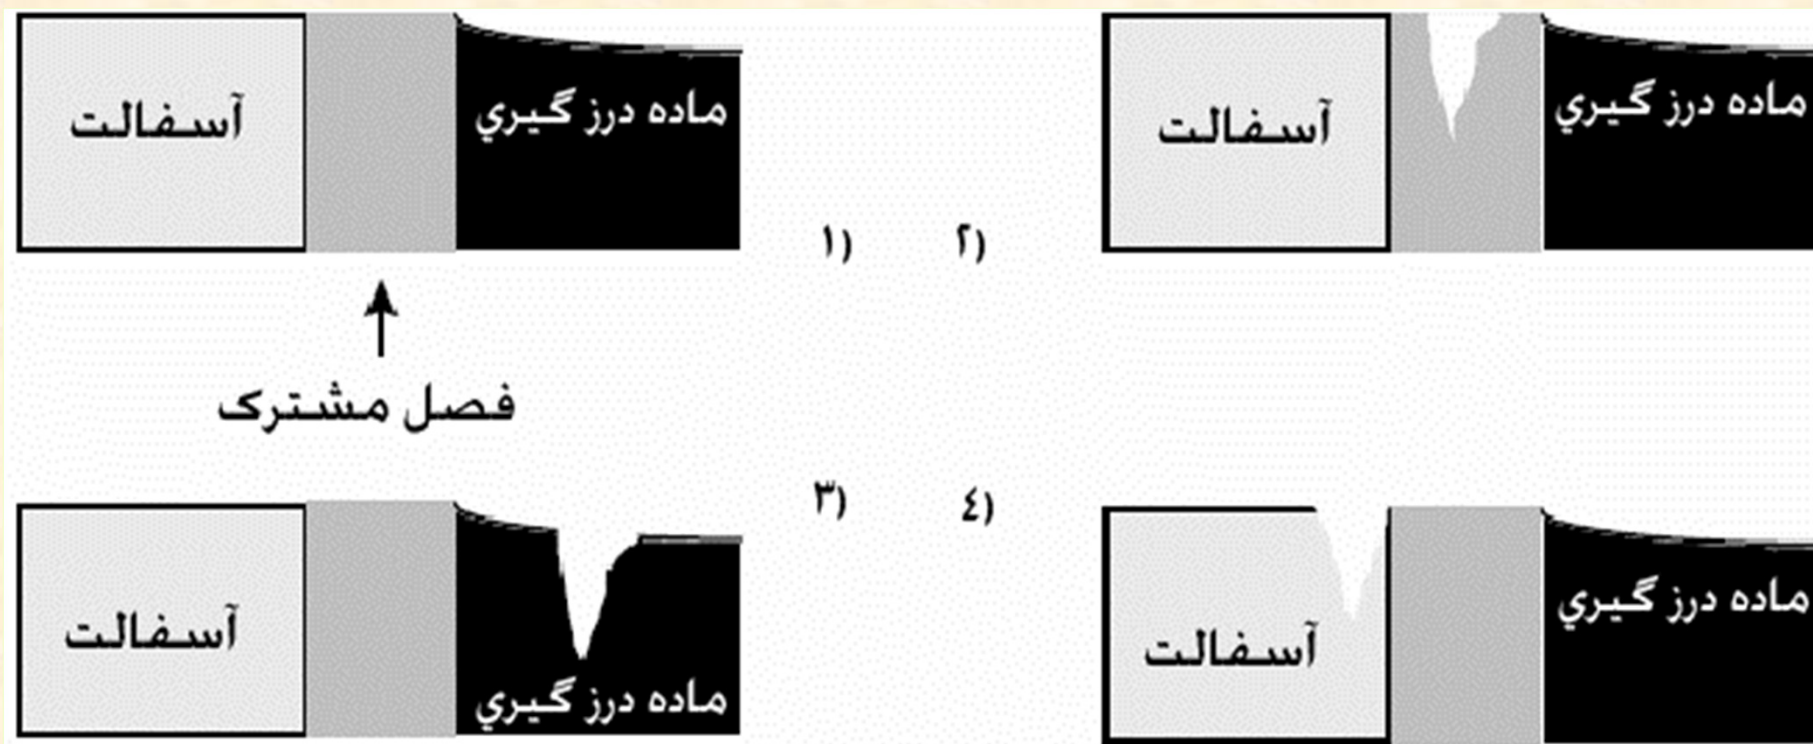 آسفالت
ماده درز گيري
۱)
۲)
آسفالت
ماده درز گيري
فصل مشترک
آسفالت
ماده درز گيري
۳)
٤)
آسفالت
ماده درز گيري